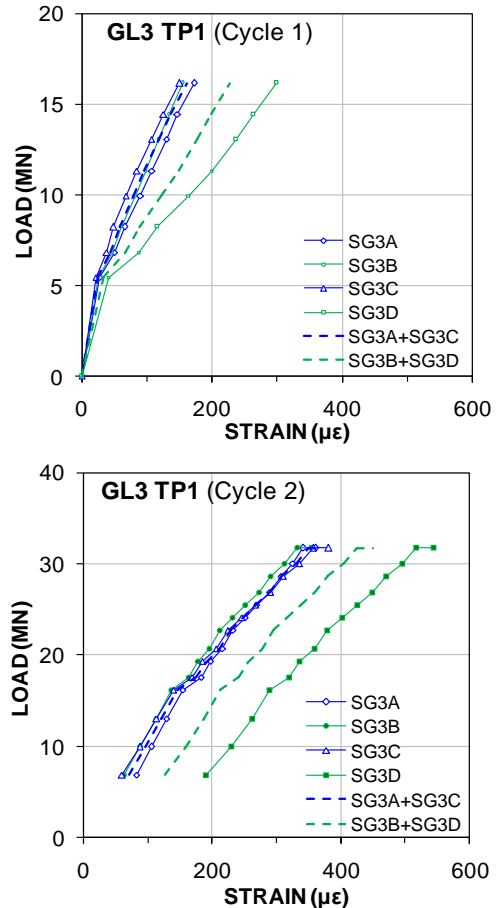 GL3 TP1 (Cycle 1)
20
15
10
5
0
LOAD (MN)
SG3A
SG3B
SG3C
SG3D
SG3A+SG3C
SG3B+SG3D
0 200 400 600
STRAIN (µε)
GL3 TP1 (Cycle 2)
40
30
20
10
0
LOAD (MN)
SG3A
SG3B
SG3C
SG3D
SG3A+SG3C
SG3B+SG3D
0 200 400 600
STRAIN (µε)